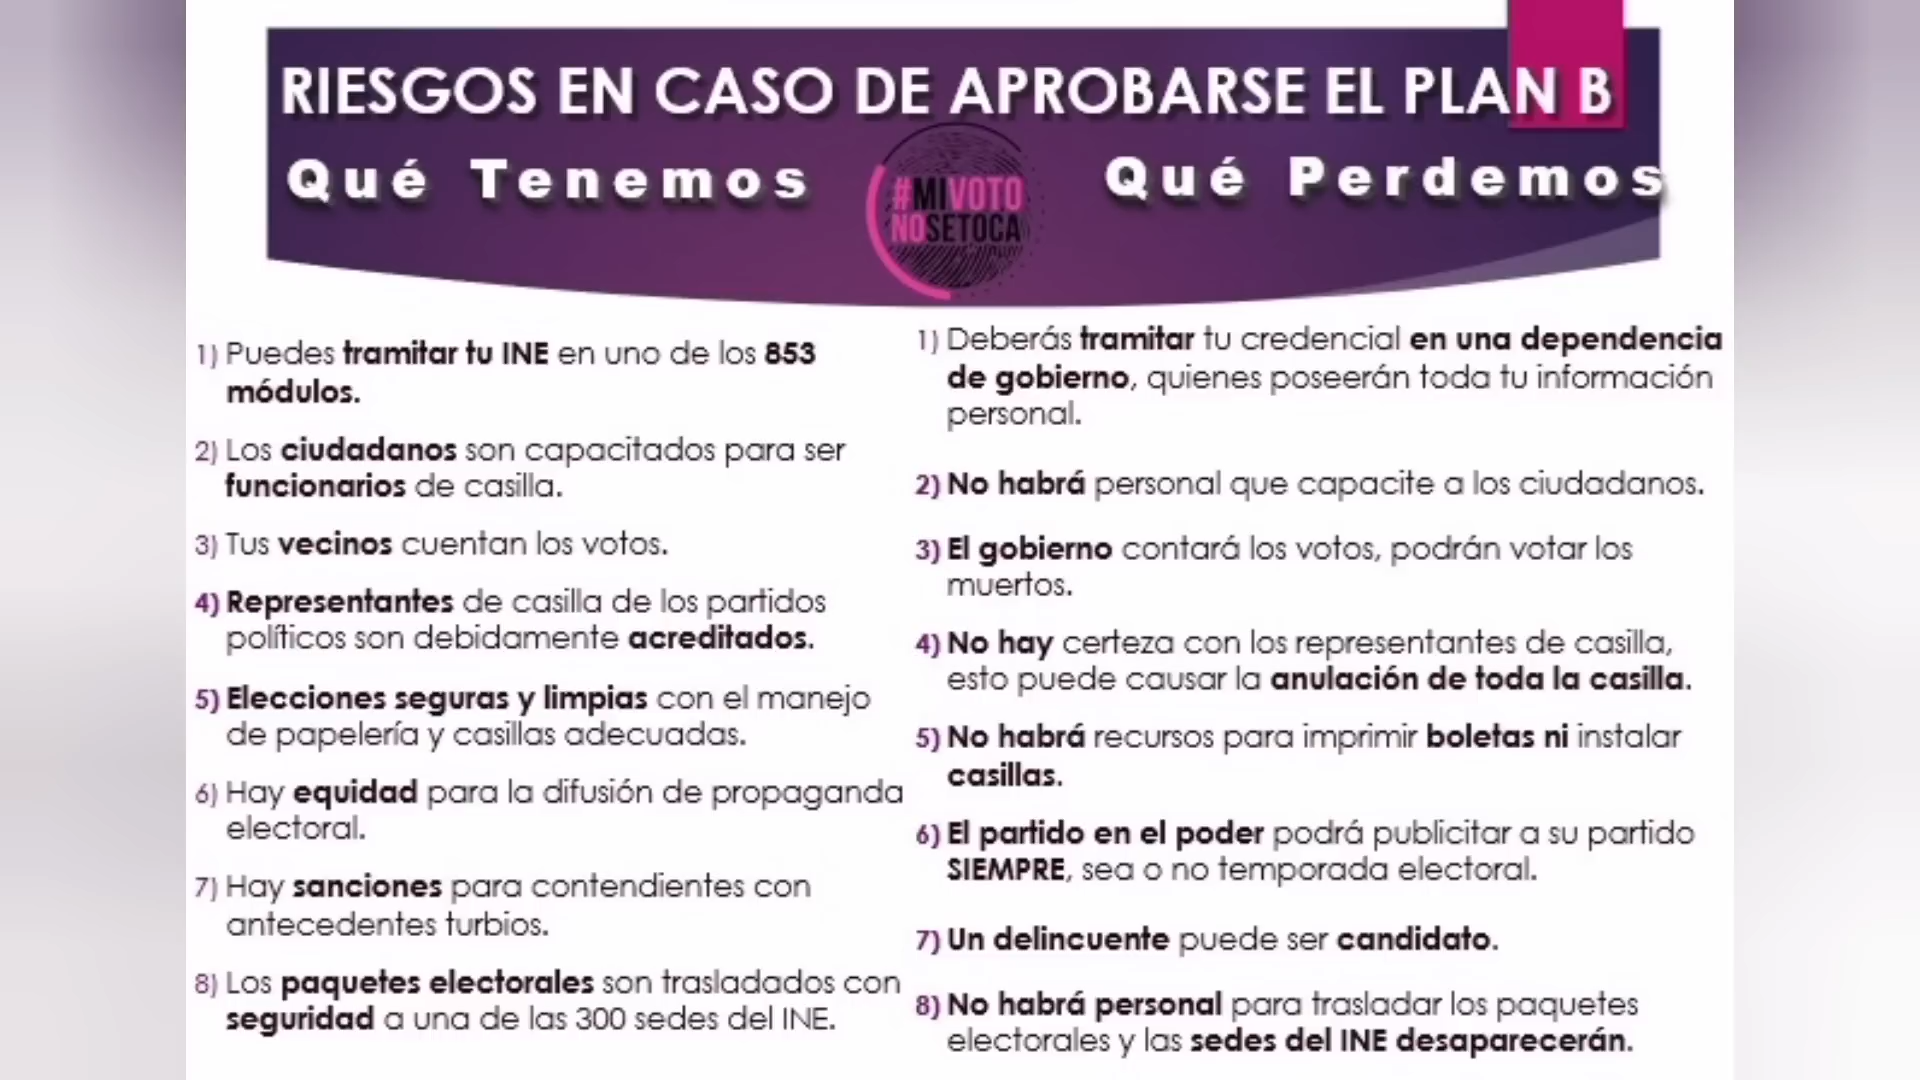 RIESGOS EN CASO DE APROBARSE EL PLAN B
Qué Tenemos
Qué Perdemos
#MIVOTO
NOSETOCA
1) Puedes tramitar tu INE en uno de los 853
módulos.
2) Los ciudadanos son capacitados para ser
funcionarios de casilla.
3) Tus vecinos cuentan los votos.
4) Representantes de casilla de los partidos
políticos son debidamente acreditados.
5) Elecciones seguras y limpias con el manejo
de papelería y casillas adecuadas.
6) Hay equidad para la difusión de propaganda
electoral.
7) Hay sanciones para contendientes con
antecedentes turbios.
8) Los paquetes electorales son trasladados con
seguridad a una de las 300 sedes del INE.
1) Deberás tramitar tu credencial en una dependencia
de gobierno, quienes poseerán toda tu información
personal.
2) No habrá personal que capacite a los ciudadanos.
3) El gobierno contará los votos, podrán votar los
muertos.
4) No hay certeza con los representantes de casilla,
esto puede causar la anulación de toda la casilla.
5) No habrá recursos para imprimir boletas ni instalar
casillas.
6) El partido en el poder podrá publicitar a su partido
SIEMPRE, sea o no temporada electoral.
7) Un delincuente puede ser candidato.
8) No habrá personal para trasladar los paquetes
electorales y las sedes del INE desaparecerán.